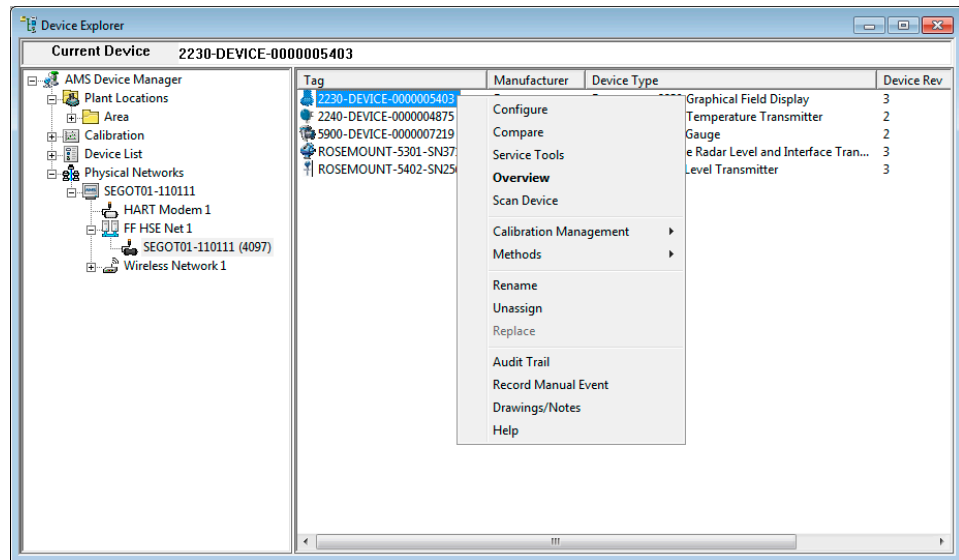 Device Explorer
Current Device 2230-DEVICE-0000005403
AMS Device Manager
Plant Locations
Area
Calibration
Device List
Physical Networks
SEGOT01-110111
HART Modem 1
FF HSE Net 1
SEGOT01-110111 (4097)
Wireless Network 1
Tag Manufacturer Device Type Device Rev
2230-DEVICE-0000005403 Graphical Field Display 3
2240-DEVICE-0000004875 Temperature Transmitter 2
5900-DEVICE-0000007219 Gauge 2
ROSEMOUNT-5301-SN37 e Radar Level and Interface Tran... 3
ROSEMOUNT-5402-SN25 Level Transmitter 3
Configure
Compare
Service Tools
Overview
Scan Device
Calibration Management
Methods
Rename
Unassign
Replace
Audit Trail
Record Manual Event
Drawings/Notes
Help